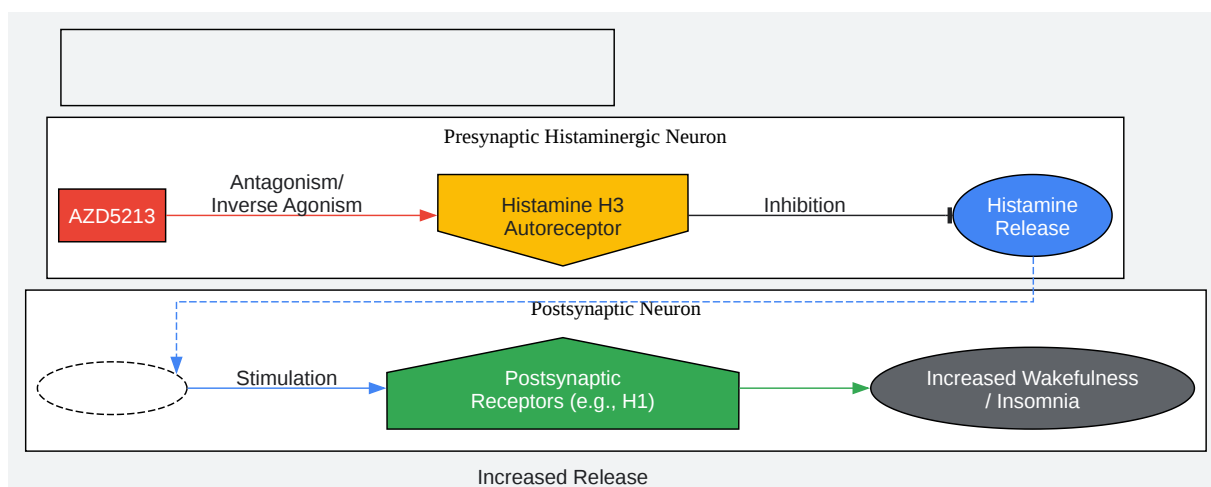 Presynaptic Histaminergic Neuron
AZD5213
Antagonism/
Inverse Agonism
Histamine H3
Autoreceptor
Inhibition
Histamine
Release
Postsynaptic Neuron
Stimulation
Postsynaptic
Receptors (e.g., H1)
Increased Wakefulness
/ Insomnia
Increased Release